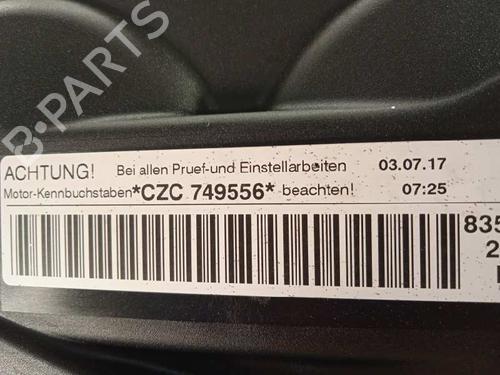 B-PARTS
ACHTUNG! Bei allen Pruef-und Einstellarbeiten 03.07.17
Motor-Kennbuchstaben*CZC 749556* beachten! 07:25
835
2